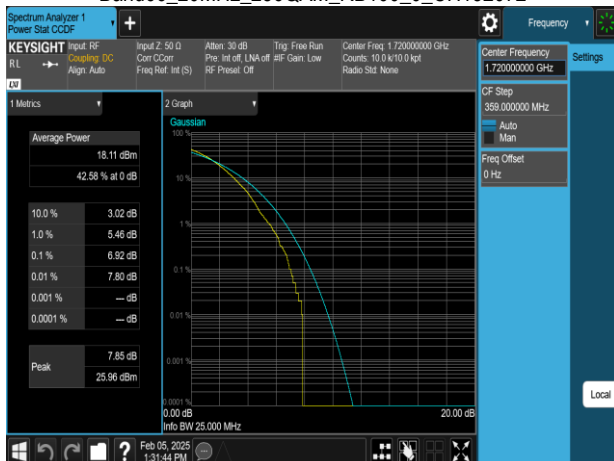 Spectrum Analyzer 1
Power Stat CCDF
Frequency
KEYSIGHT
RL
LXI
Input: RF
Coupling: DC
Align: Auto
Input Z: 50 Ω
Corr CCorr
Freq Ref: Int (S)
Atten: 30 dB
Pre: Int off, LNA off
RF Presel: Off
Trig: Free Run
#IF Gain: Low
Center Freq: 1.720000000 GHz
Counts: 10.0 k/10.0 kpt
Radio Std: None
Center Frequency
1.720000000 GHz
Settings
CF Step
359.000000 MHz
Auto
Man
Freq Offset
0 Hz
1 Metrics
Average Power
18.11 dBm
42.58 % at 0 dB
10.0 % 3.02 dB
1.0 % 5.46 dB
0.1 % 6.92 dB
0.01 % 7.80 dB
0.001 % --- dB
0.0001 % --- dB
Peak
7.85 dB
25.96 dBm
2 Graph
Gaussian
100 %
10 %
1 %
0.1 %
0.01 %
0.001 %
0.0001 %
0.00 dB
20.00 dB
Info BW 25.000 MHz
Local
?
Feb 05, 2025
1:31:44 PM